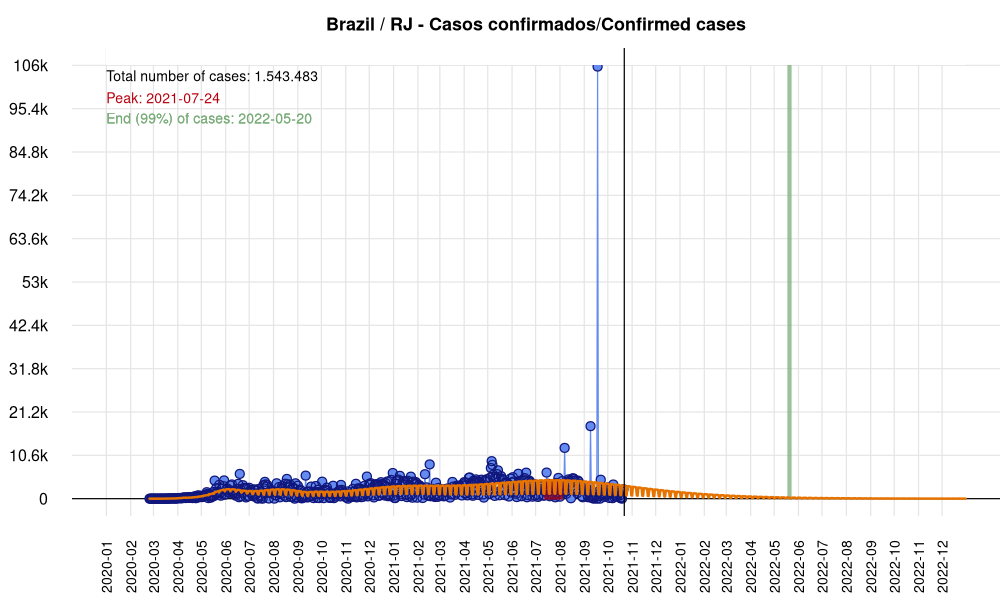 Brazil / RJ - Casos confirmados/Confirmed cases
Total number of cases: 1.543.483
Peak: 2021-07-24
End (99%) of cases: 2022-05-20
106k
95.4k
84.8k
74.2k
63.6k
53k
42.4k
31.8k
21.2k
10.6k
0
2020-01
2020-02
2020-03
2020-04
2020-05
2020-06
2020-07
2020-08
2020-09
2020-10
2020-11
2020-12
2021-01
2021-02
2021-03
2021-04
2021-05
2021-06
2021-07
2021-08
2021-09
2021-10
2021-11
2021-12
2022-01
2022-02
2022-03
2022-04
2022-05
2022-06
2022-07
2022-08
2022-09
2022-10
2022-11
2022-12